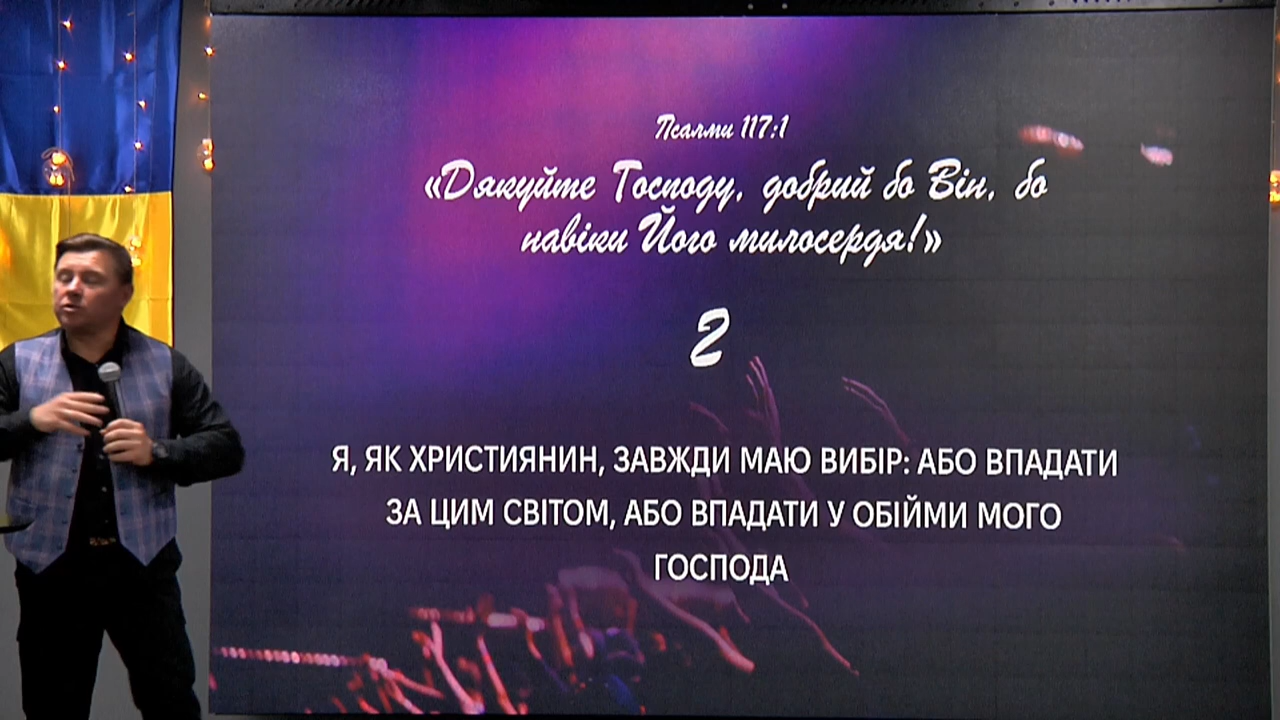 Псалми 117:1
«Дякуйте Господу, добрий бо Він, бо
навіки Його милосердя!»
2
Я, ЯК ХРИСТИЯНИН, ЗАВЖДИ МАЮ ВИБІР: АБО ВПАДАТИ
ЗА ЦИМ СВІТОМ, АБО ВПАДАТИ У ОБІЙМИ МОГО
ГОСПОДА